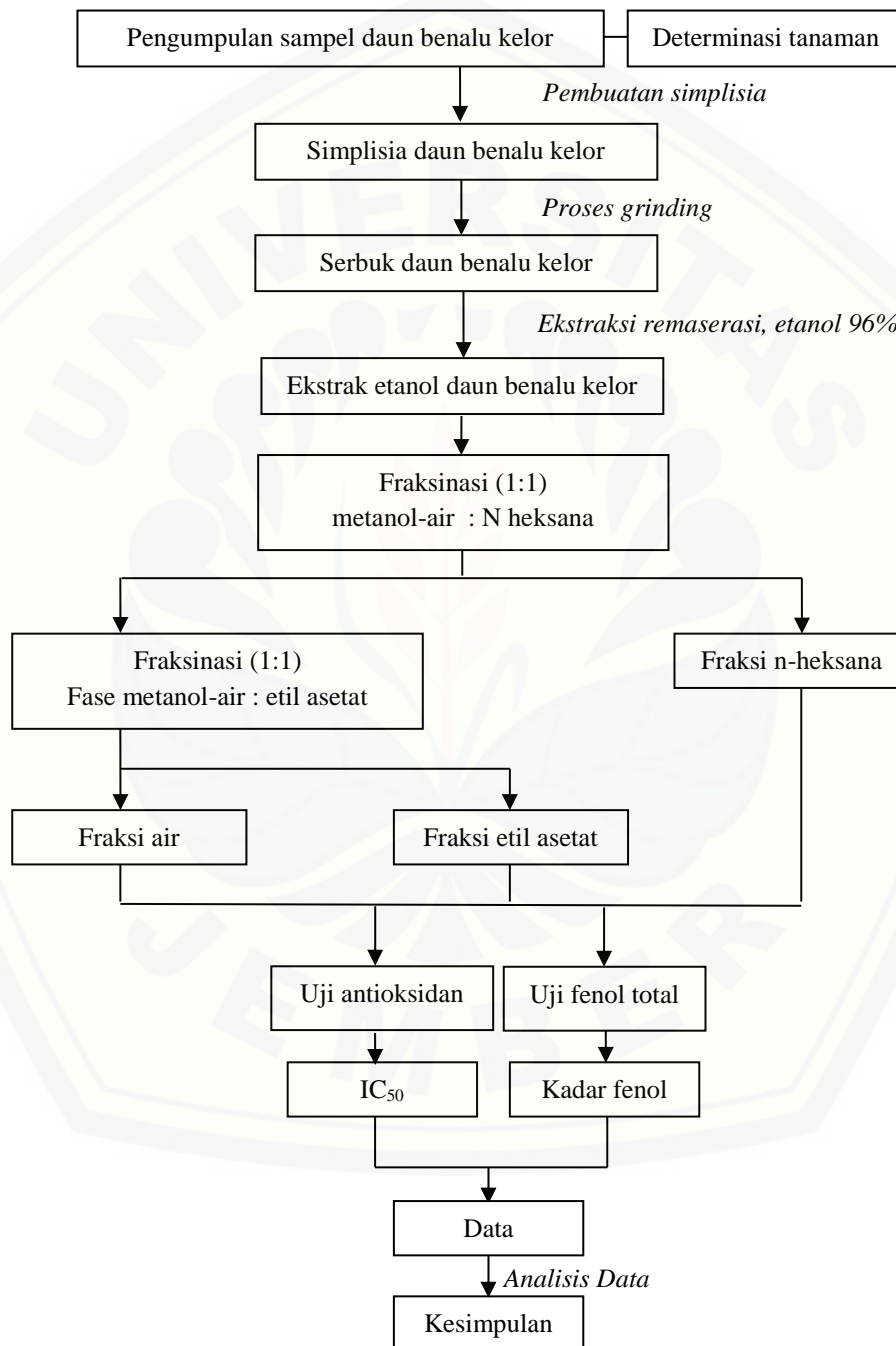 Pengumpulan sampel daun benalu kelor
Determinasi tanaman
Pembuatan simplisia
Simplisia daun benalu kelor
Proses grinding
Serbuk daun benalu kelor
Ekstraksi remaserasi, etanol 96%
Ekstrak etanol daun benalu kelor
Fraksinasi (1:1)
metanol-air : N heksana
Fraksinasi (1:1)
Fase metanol-air : etil asetat
Fraksi n-heksana
Fraksi air
Fraksi etil asetat
Uji antioksidan
Uji fenol total
IC₅₀
Kadar fenol
Data
Analisis Data
Kesimpulan
UNIVERSITAS
JEMBER